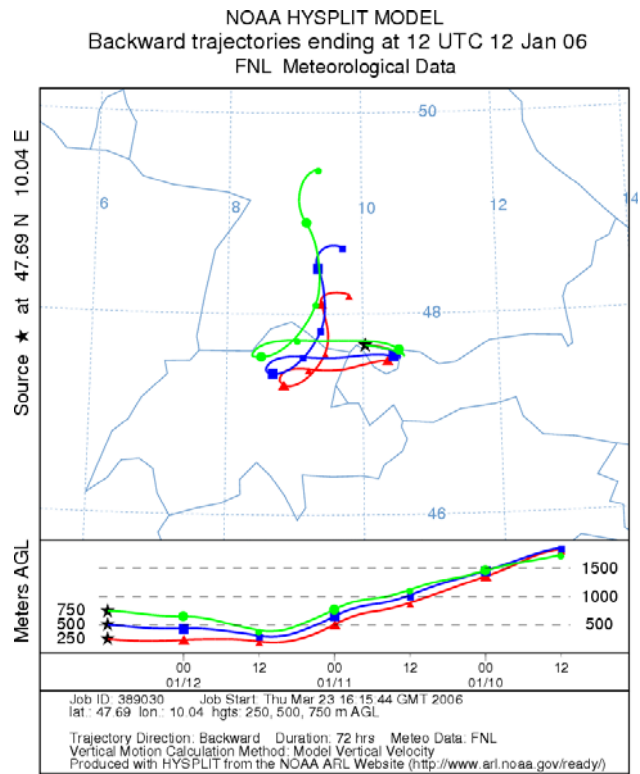 NOAA HYSPLIT MODEL
Backward trajectories ending at 12 UTC 12 Jan 06
FNL Meteorological Data
Source ★ at 47.69 N 10.04 E
50
6
8
10
12
14
48
46
Meters AGL
1500
1000
750
500
500
250
00
12
00
12
00
12
01/12
01/11
01/10
Job ID: 389030 Job Start: Thu Mar 23 16:15:44 GMT 2006
lat.: 47.69 lon.: 10.04 hgts: 250, 500, 750 m AGL
Trajectory Direction: Backward Duration: 72 hrs Meteo Data: FNL
Vertical Motion Calculation Method: Model Vertical Velocity
Produced with HYSPLIT from the NOAA ARL Website (http://www.arl.noaa.gov/ready/)